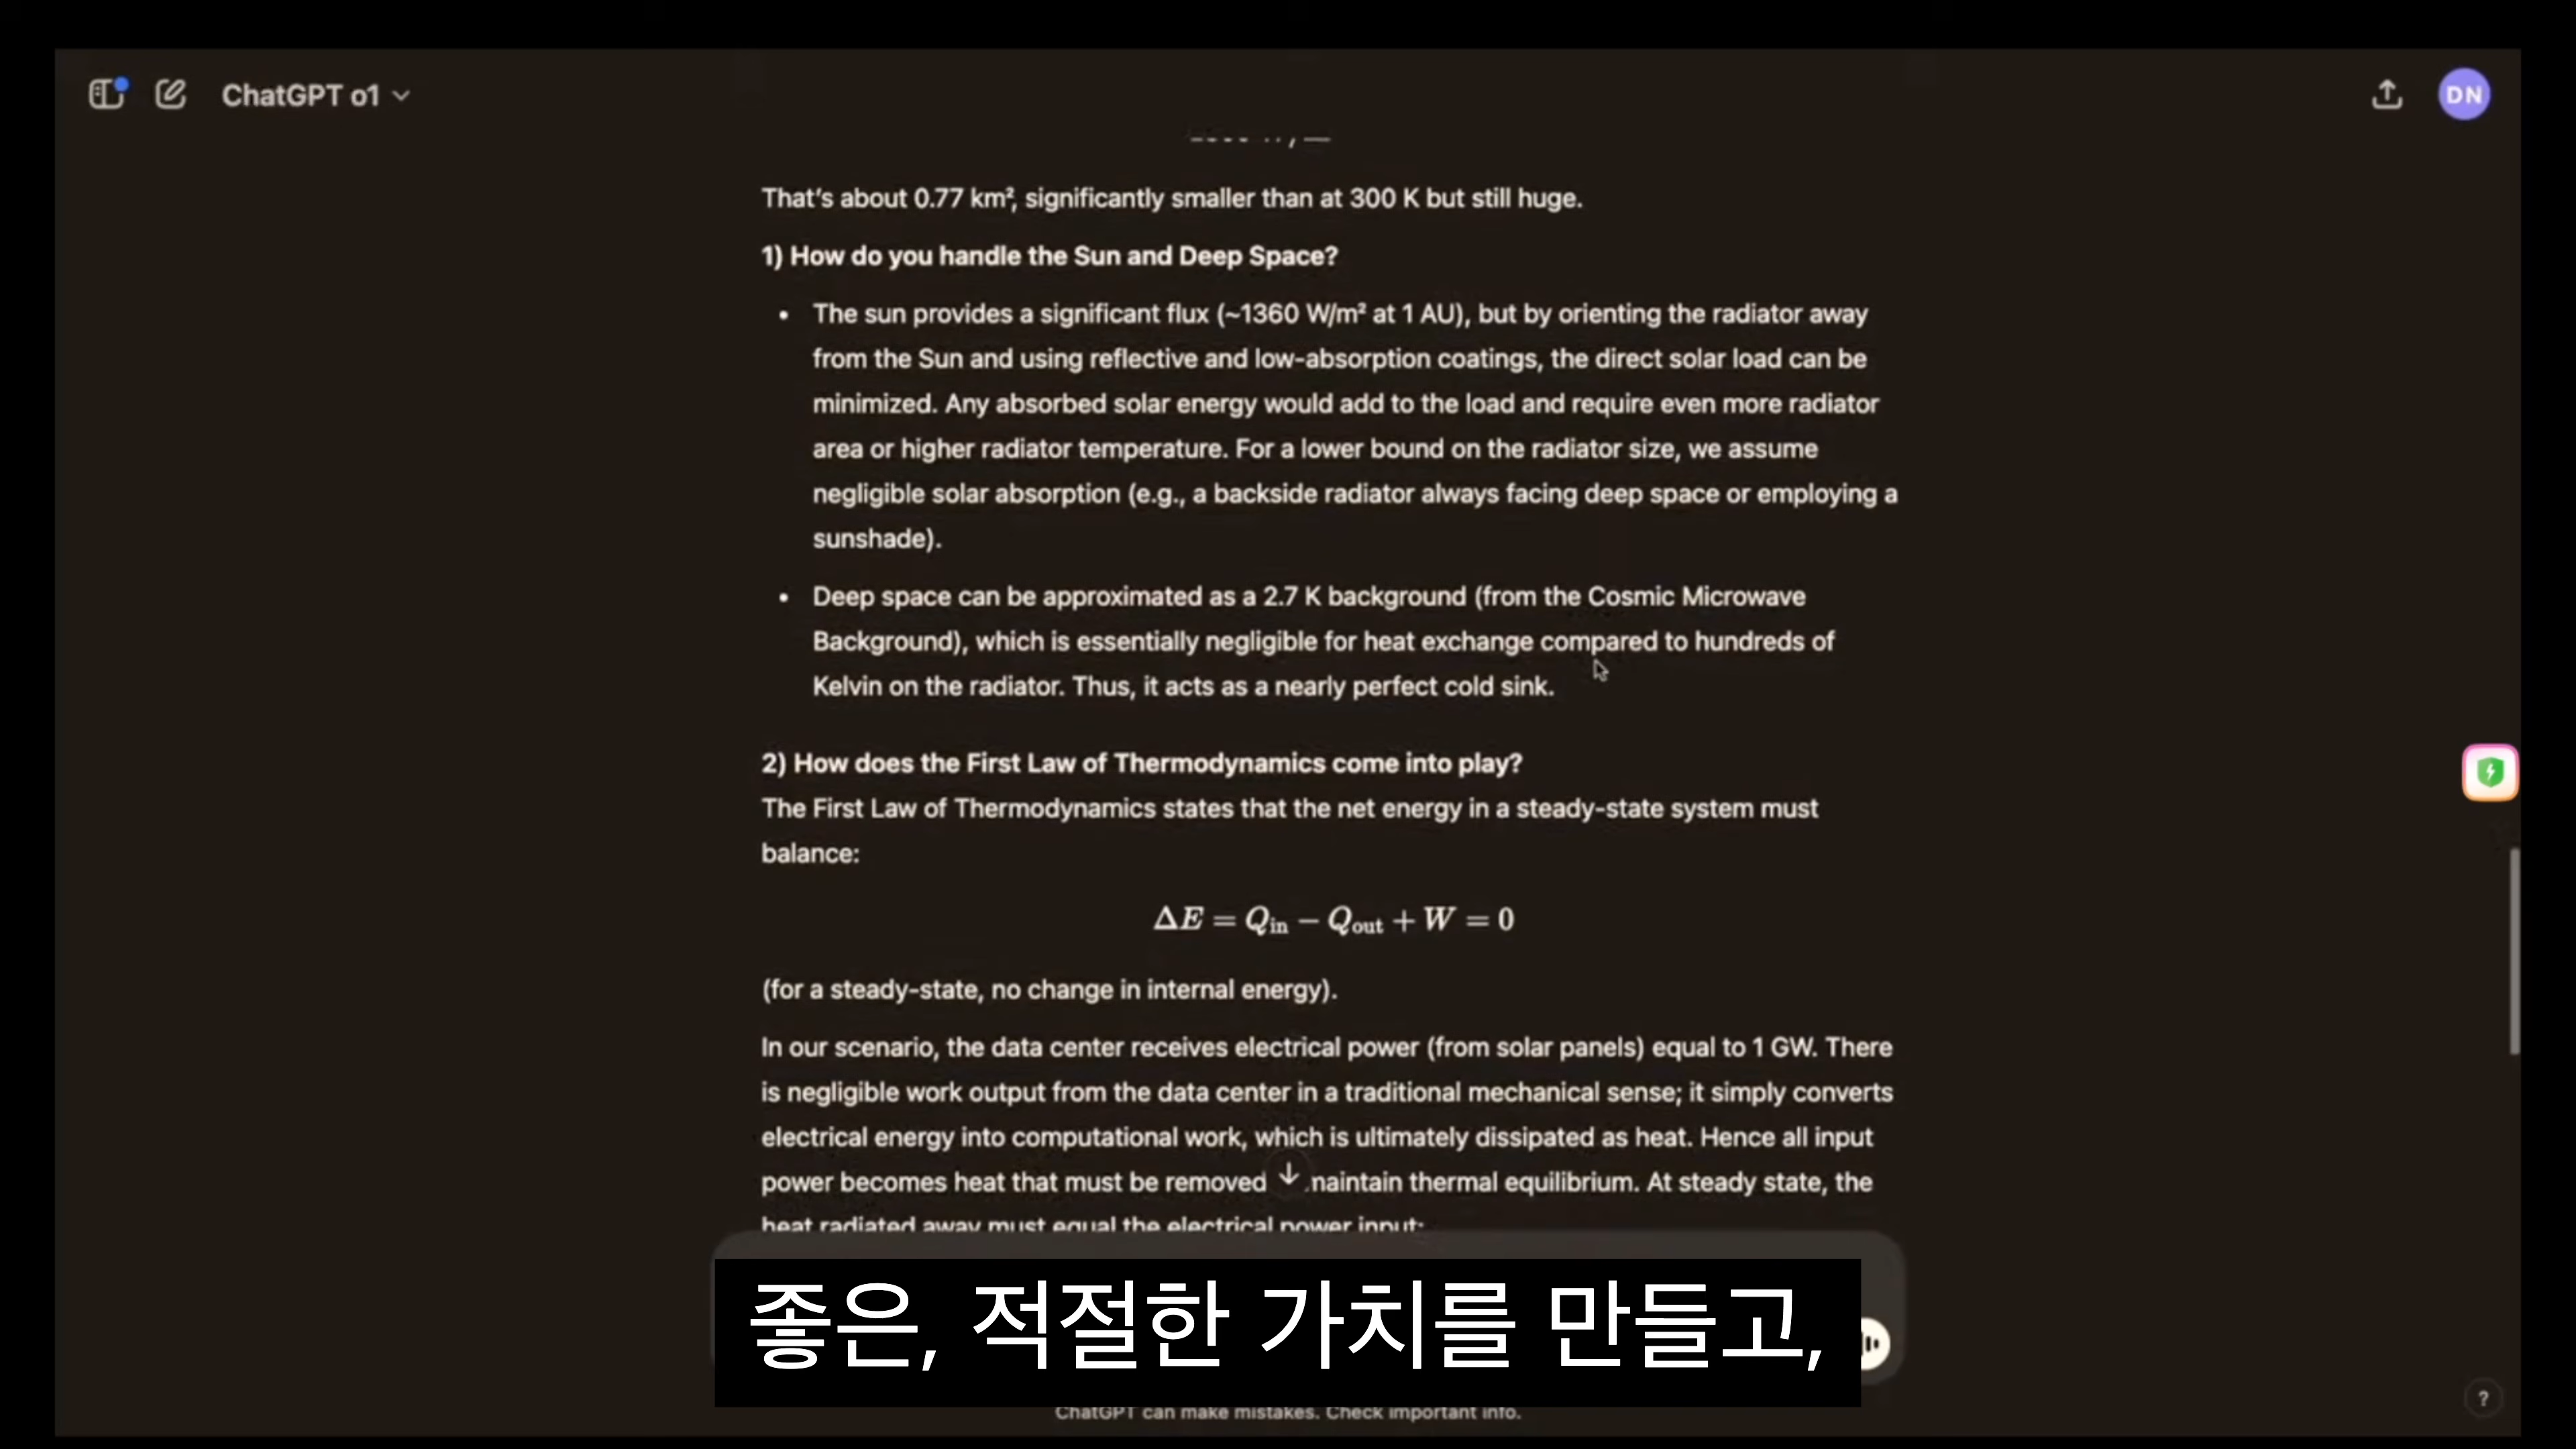 ChatGPT o1
DN
That's about 0.77 km², significantly smaller than at 300 K but still huge.
1) How do you handle the Sun and Deep Space?
• The sun provides a significant flux (~1360 W/m² at 1 AU), but by orienting the radiator away
from the Sun and using reflective and low-absorption coatings, the direct solar load can be
minimized. Any absorbed solar energy would add to the load and require even more radiator
area or higher radiator temperature. For a lower bound on the radiator size, we assume
negligible solar absorption (e.g., a backside radiator always facing deep space or employing a
sunshade).
• Deep space can be approximated as a 2.7 K background (from the Cosmic Microwave
Background), which is essentially negligible for heat exchange compared to hundreds of
Kelvin on the radiator. Thus, it acts as a nearly perfect cold sink.
2) How does the First Law of Thermodynamics come into play?
The First Law of Thermodynamics states that the net energy in a steady-state system must
balance:
ΔE = Qin − Qout + W = 0
(for a steady-state, no change in internal energy).
In our scenario, the data center receives electrical power (from solar panels) equal to 1 GW. There
is negligible work output from the data center in a traditional mechanical sense; it simply converts
electrical energy into computational work, which is ultimately dissipated as heat. Hence all input
power becomes heat that must be removed naintain thermal equilibrium. At steady state, the
heat radiated away must equal the electrical power input:
좋은, 적절한 가치를 만들고,
ChatGPT can make mistakes. Check important info.
?